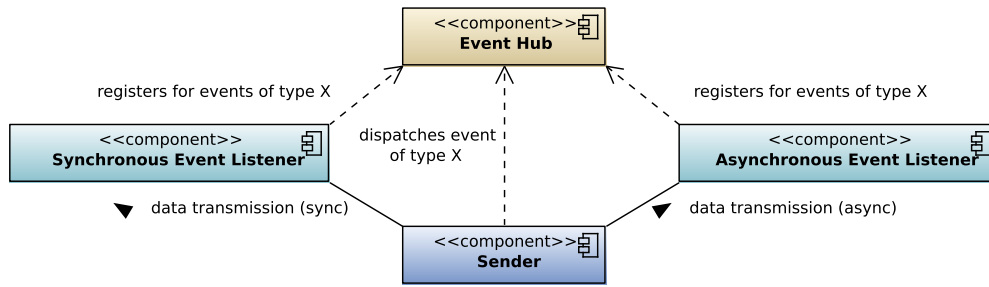 <<component>>
Event Hub
registers for events of type X
registers for events of type X
dispatches event
of type X
<<component>>
Synchronous Event Listener
<<component>>
Asynchronous Event Listener
data transmission (sync)
data transmission (async)
<<component>>
Sender